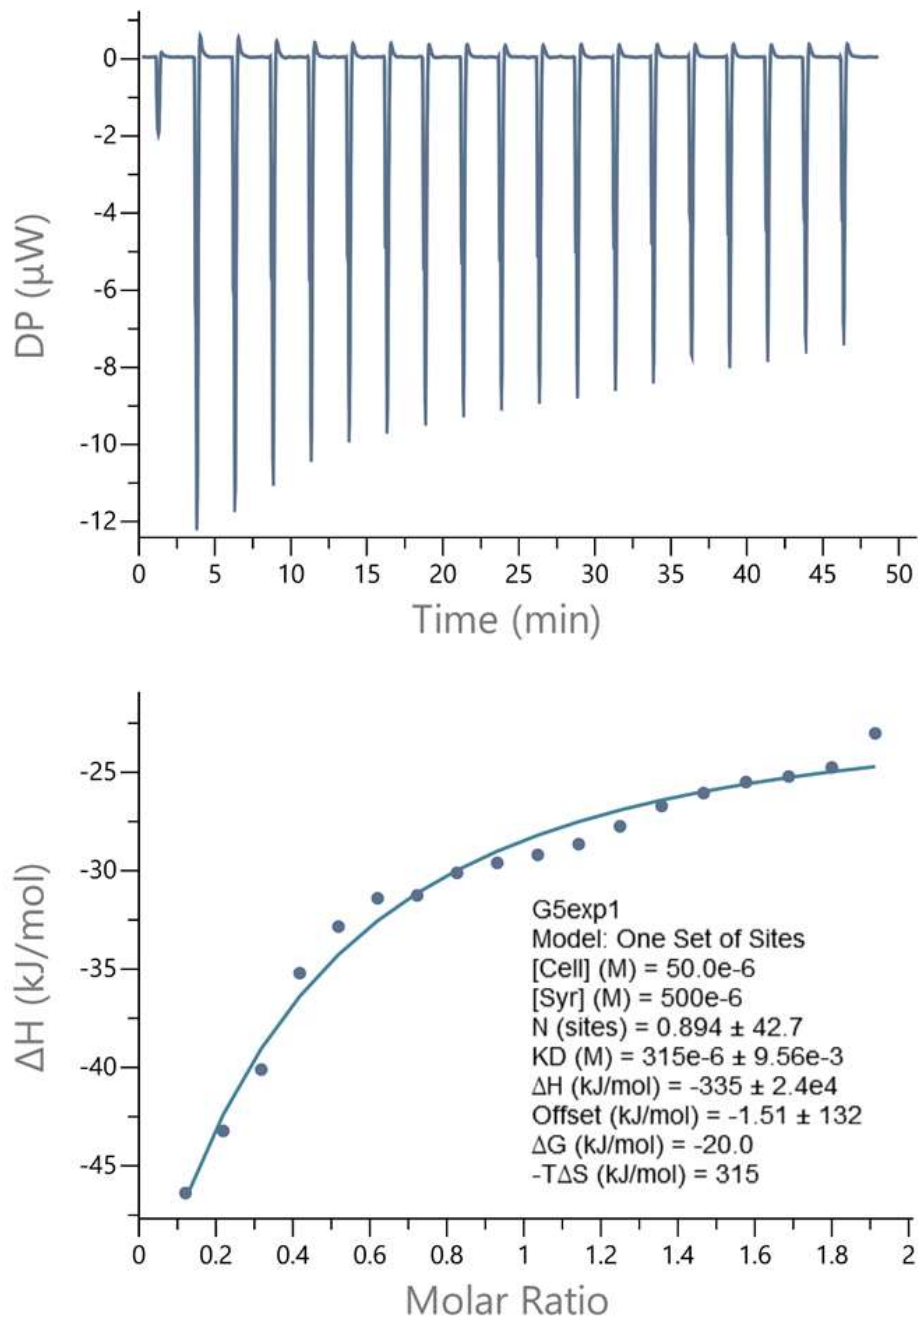 0
-2
-4
-6
-8
-10
-12
DP (µW)
0 5 10 15 20 25 30 35 40 45 50
Time (min)
-25
-30
-35
-40
-45
ΔH (kJ/mol)
G5exp1
Model: One Set of Sites
[Cell] (M) = 50.0e-6
[Syr] (M) = 500e-6
N (sites) = 0.894 ± 42.7
KD (M) = 315e-6 ± 9.56e-3
ΔH (kJ/mol) = -335 ± 2.4e4
Offset (kJ/mol) = -1.51 ± 132
ΔG (kJ/mol) = -20.0
-TΔS (kJ/mol) = 315
0 0.2 0.4 0.6 0.8 1 1.2 1.4 1.6 1.8 2
Molar Ratio